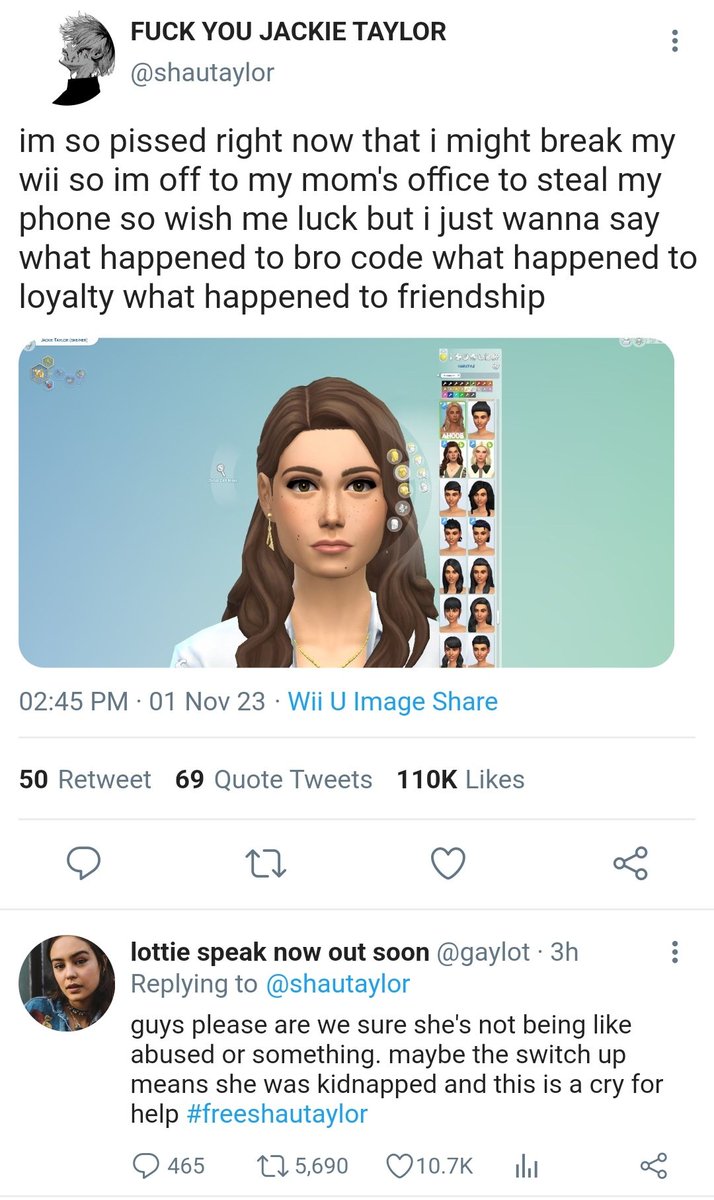 FUCK YOU JACKIE TAYLOR
@shautaylor
im so pissed right now that i might break my
wii so im off to my mom's office to steal my
phone so wish me luck but i just wanna say
what happened to bro code what happened to
loyalty what happened to friendship
AHOOB
02:45 PM · 01 Nov 23 · Wii U Image Share
50 Retweet 69 Quote Tweets 110K Likes
lottie speak now out soon @gaylot · 3h
Replying to @shautaylor
guys please are we sure she's not being like
abused or something. maybe the switch up
means she was kidnapped and this is a cry for
help #freeshautaylor
465 5,690 10.7K